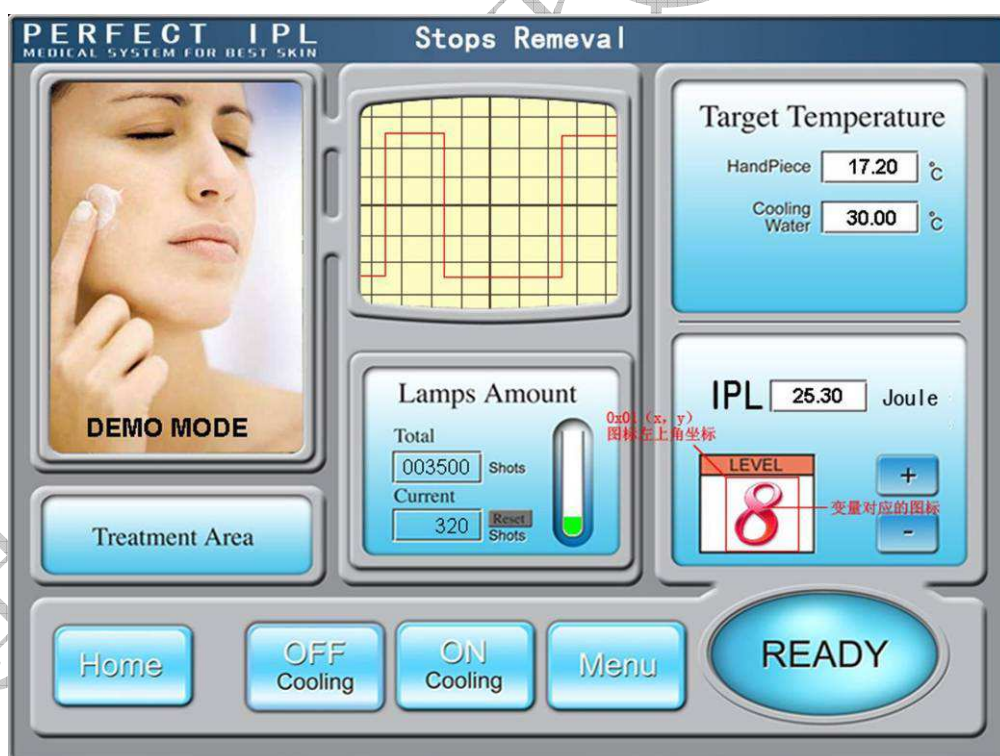 PERFECT IPL
MEDICAL SYSTEM FOR BEST SKIN
Stops Remeval
DEMO MODE
Treatment Area
Lamps Amount
Total
003500 Shots
Current
320 Reset
Shots
Target Temperature
HandPiece 17.20 ℃
Cooling
Water 30.00 ℃
IPL 25.30 Joule
0x01 (x, y)
图标左上角坐标
LEVEL
8
+
变量对应的图标
-
Home
OFF
Cooling
ON
Cooling
Menu
READY